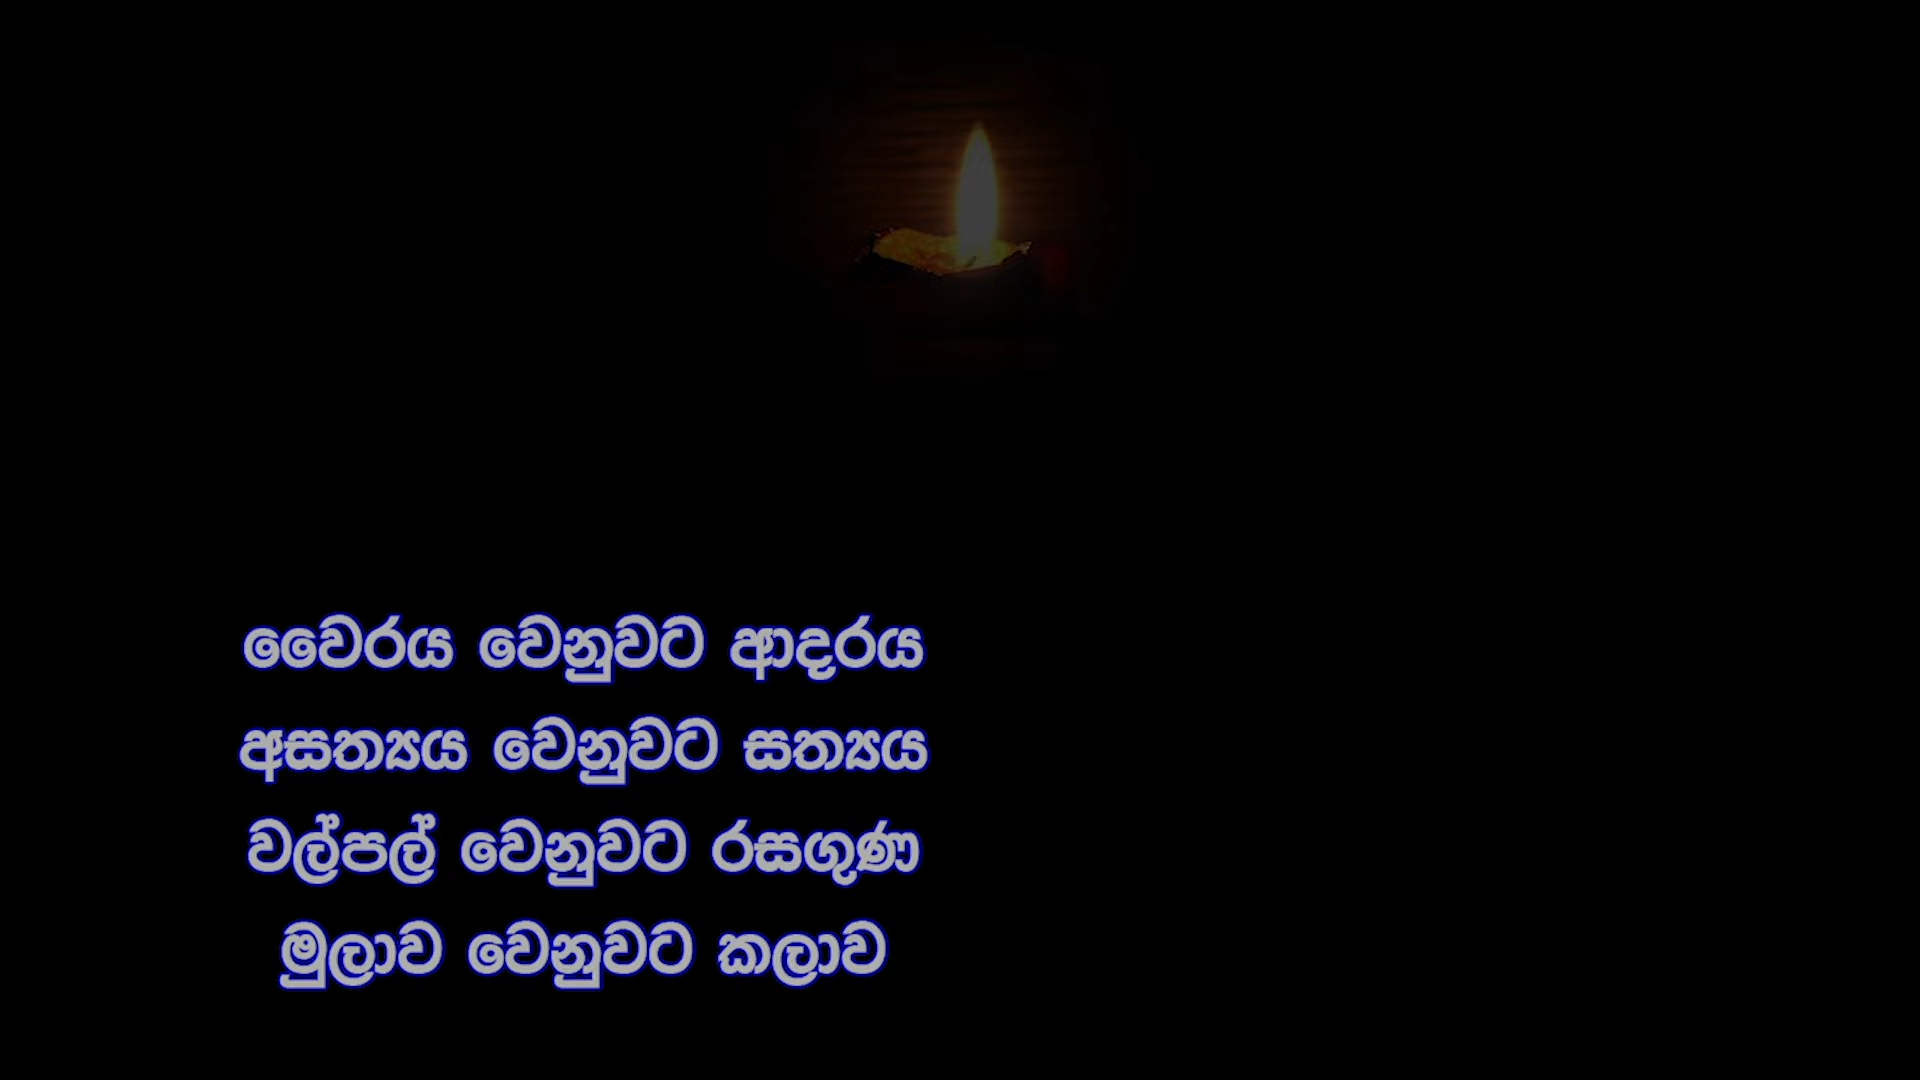 වෛරය වෙනුවට ආදරය
අසත්‍යය වෙනුවට සත්‍යය
වල්පල් වෙනුවට රසගුණ
මුලාව වෙනුවට කලාව